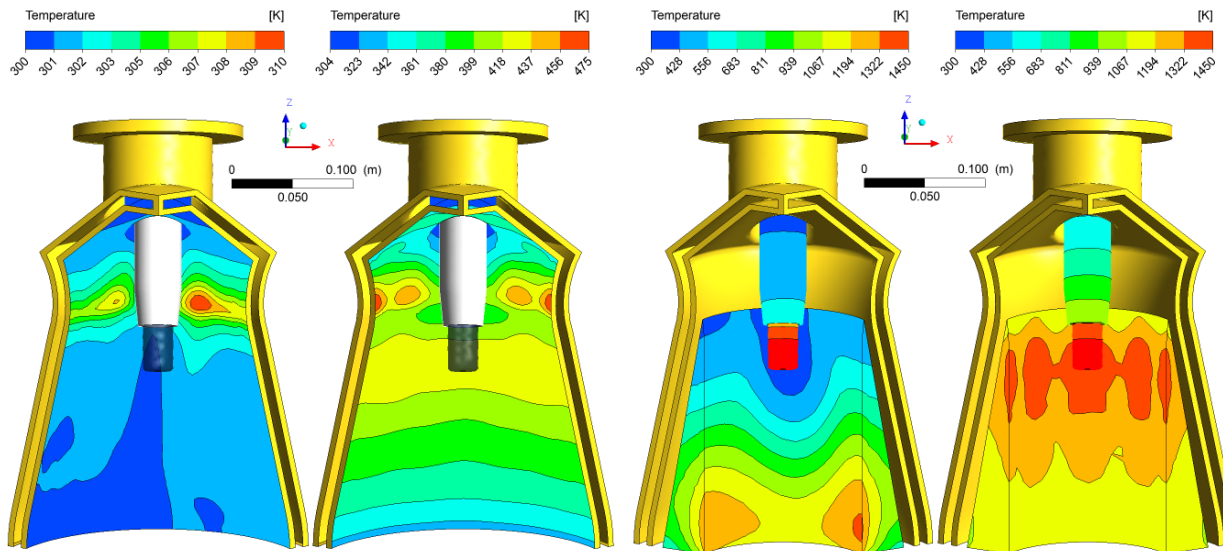 Temperature [K]
300 301 302 303 305 306 307 308 309 310
Temperature [K]
304 323 342 361 380 399 418 437 456 475
Temperature [K]
300 428 556 683 811 939 1067 1194 1322 1450
Temperature [K]
300 428 556 683 811 939 1067 1194 1322 1450
Z
Y
X
0 0.100 (m)
0.050
Z
Y
X
0 0.100 (m)
0.050